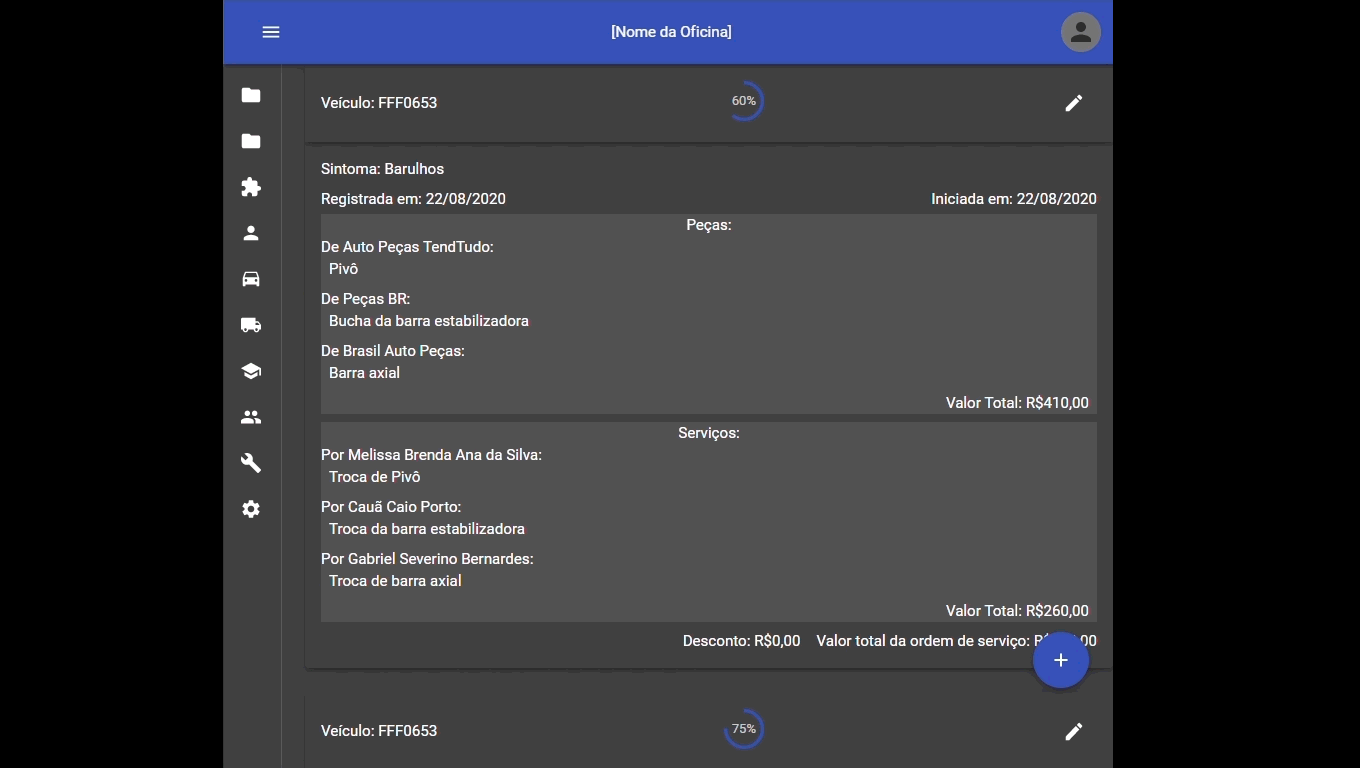 [Nome da Oficina]
Veículo: FFF0653
60%
Sintoma: Barulhos
Registrada em: 22/08/2020
Iniciada em: 22/08/2020
Peças:
De Auto Peças TendTudo:
Pivô
De Peças BR:
Bucha da barra estabilizadora
De Brasil Auto Peças:
Barra axial
Valor Total: R$410,00
Serviços:
Por Melissa Brenda Ana da Silva:
Troca de Pivô
Por Cauã Caio Porto:
Troca da barra estabilizadora
Por Gabriel Severino Bernardes:
Troca de barra axial
Valor Total: R$260,00
Desconto: R$0,00
Valor total da ordem de serviço:
Veículo: FFF0653
75%